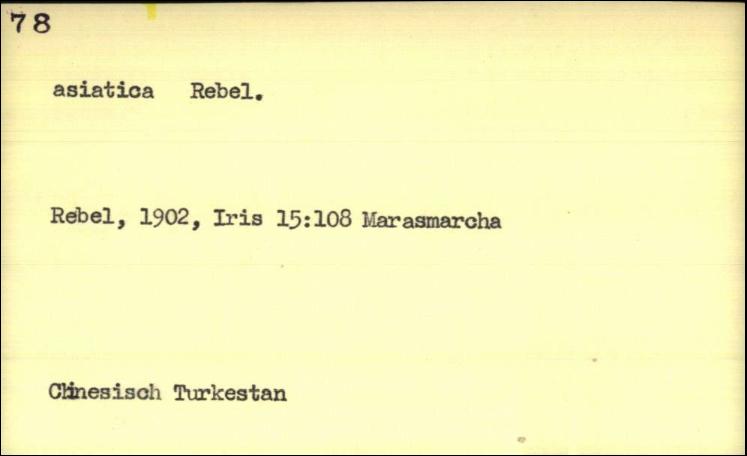 78
asiatica Rebel.
Rebel, 1902, Iris 15:108 Marasmarcha
Chinesisch Turkestan